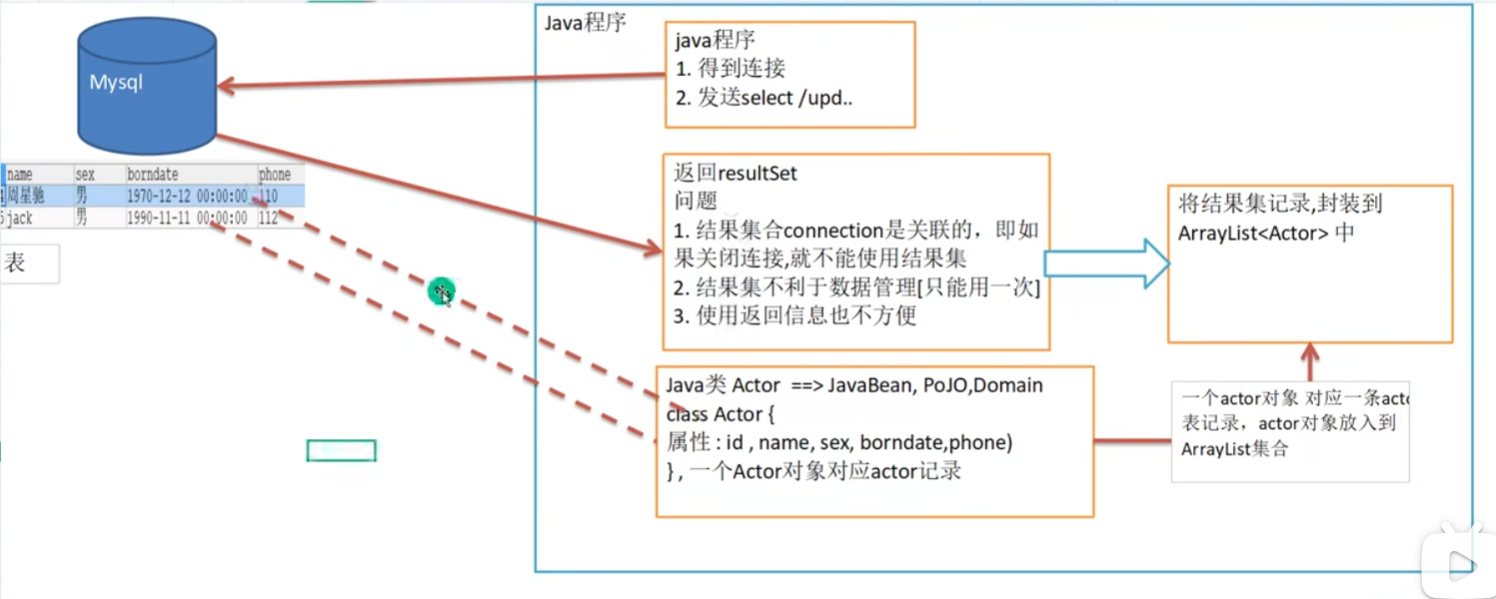 Mysql
name sex borndate phone
周星驰 男 1970-12-12 00:00:00 110
jack 男 1990-11-11 00:00:00 112
表
Java程序
java程序
1. 得到连接
2. 发送select /upd..
返回resultSet
问题
1. 结果集合connection是关联的，即如
果关闭连接,就不能使用结果集
2. 结果集不利于数据管理[只能用一次]
3. 使用返回信息也不方便
将结果集记录,封装到
ArrayList<Actor> 中
Java类 Actor ==> JavaBean, PoJO,Domain
class Actor {
属性 : id , name, sex, borndate,phone)
} , 一个Actor对象对应actor记录
一个actor对象 对应一条acto
表记录，actor对象放入到
ArrayList集合